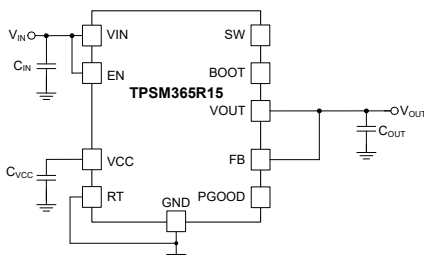 VIN
VIN
SW
CIN
EN
BOOT
TPSM365R15
VOUT
VOUT
COUT
VCC
FB
CVCC
RT
GND
PGOOD